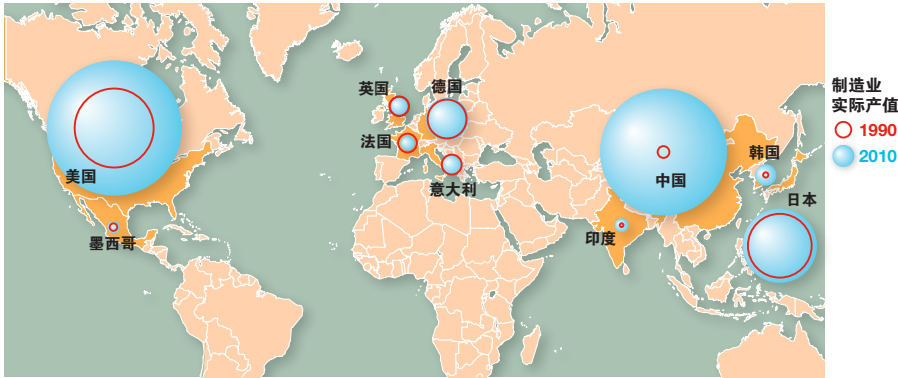 英国
德国
法国
意大利
美国
墨西哥
中国
韩国
日本
印度
制造业
实际产值
1990
2010